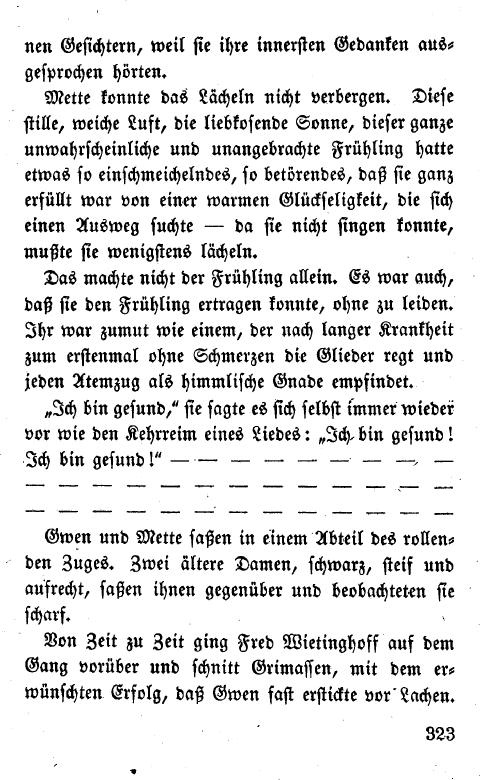 nen Gesichtern, weil sie ihre innersten Gedanken aus-
gesprochen hörten.
Mette konnte das Lächeln nicht verbergen. Diese
stille, weiche Luft, die liebkosende Sonne, dieser ganze
unwahrscheinliche und unangebrachte Frühling hatte
etwas so einschmeichelndes, so betörendes, daß sie ganz
erfüllt war von einer warmen Glückseligkeit, die sich
einen Ausweg suchte — da sie nicht singen konnte,
mußte sie wenigstens lächeln.
Das machte nicht der Frühling allein. Es war auch,
daß sie den Frühling ertragen konnte, ohne zu leiden.
Ihr war zumut wie einem, der nach langer Krankheit
zum erstenmal ohne Schmerzen die Glieder regt und
jeden Atemzug als himmlische Gnade empfindet.
„Ich bin gesund,“ sie sagte es sich selbst immer wieder
vor wie den Kehrreim eines Liedes: „Ich bin gesund!
Ich bin gesund!“ — — — — — — — — — — —
— — — — — — — — — — — — — — — —
— — — — — — — — — — — — — — — —
Gwen und Mette saßen in einem Abteil des rollen-
den Zuges. Zwei ältere Damen, schwarz, steif und
aufrecht, saßen ihnen gegenüber und beobachteten sie
scharf.
Von Zeit zu Zeit ging Fred Wietinghoff auf dem
Gang vorüber und schnitt Grimassen, mit dem er-
wünschten Erfolg, daß Gwen fast erstickte vor Lachen.
323